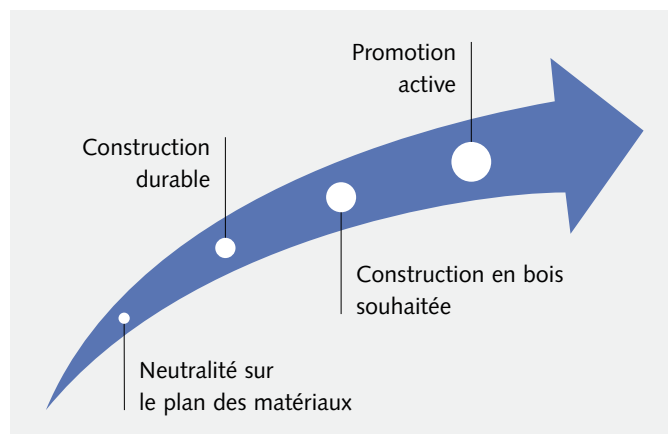 Promotion
active
Construction
durable
Construction en bois
souhaitée
Neutralité sur
le plan des matériaux